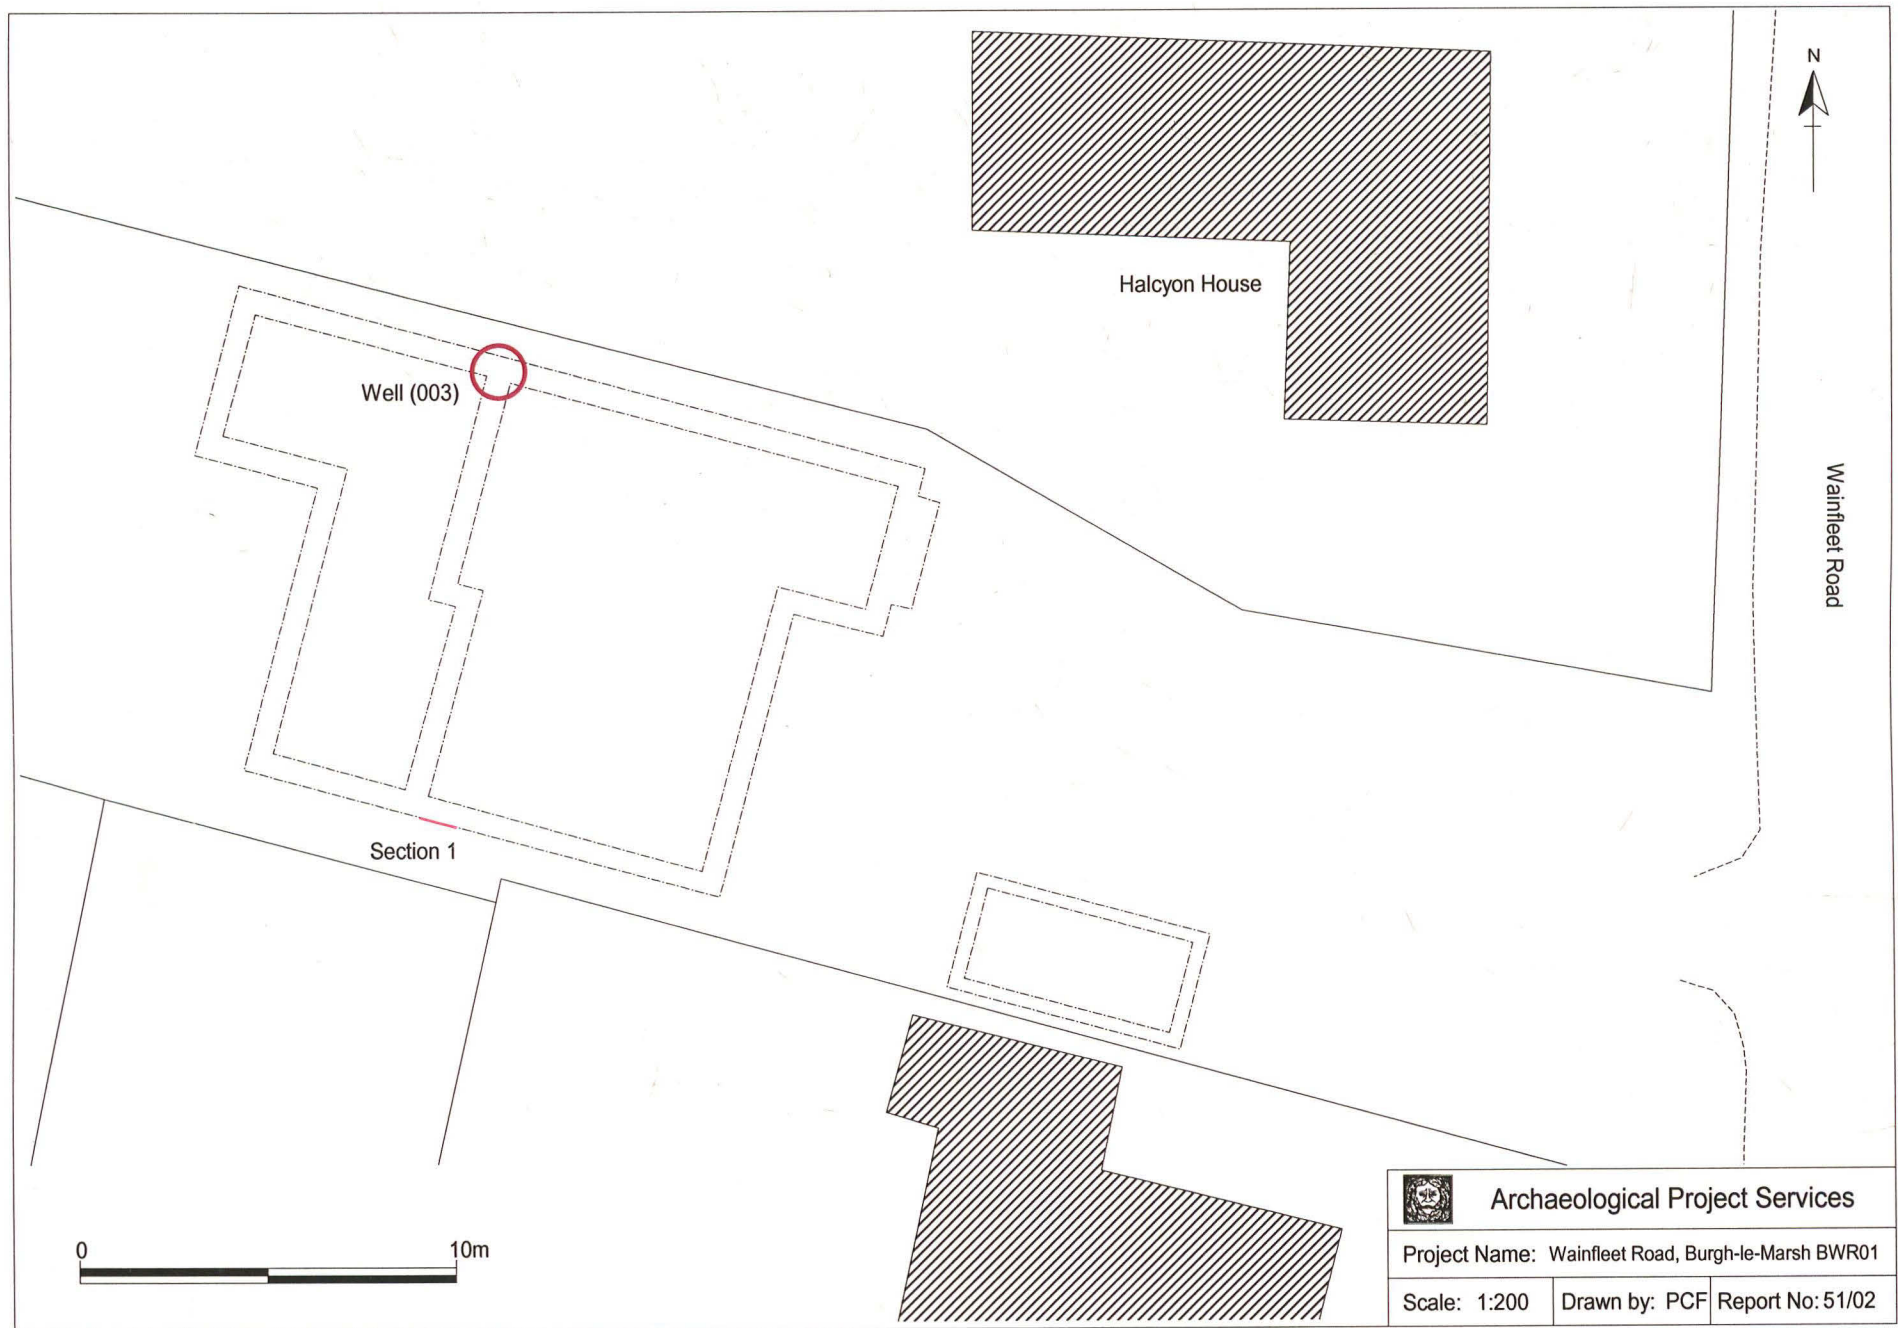 N
Halcyon House
Well (003)
Wainfleet Road
Section 1
0 10m
Archaeological Project Services
Project Name: Wainfleet Road, Burgh-le-Marsh BWR01
Scale: 1:200 Drawn by: PCF Report No: 51/02